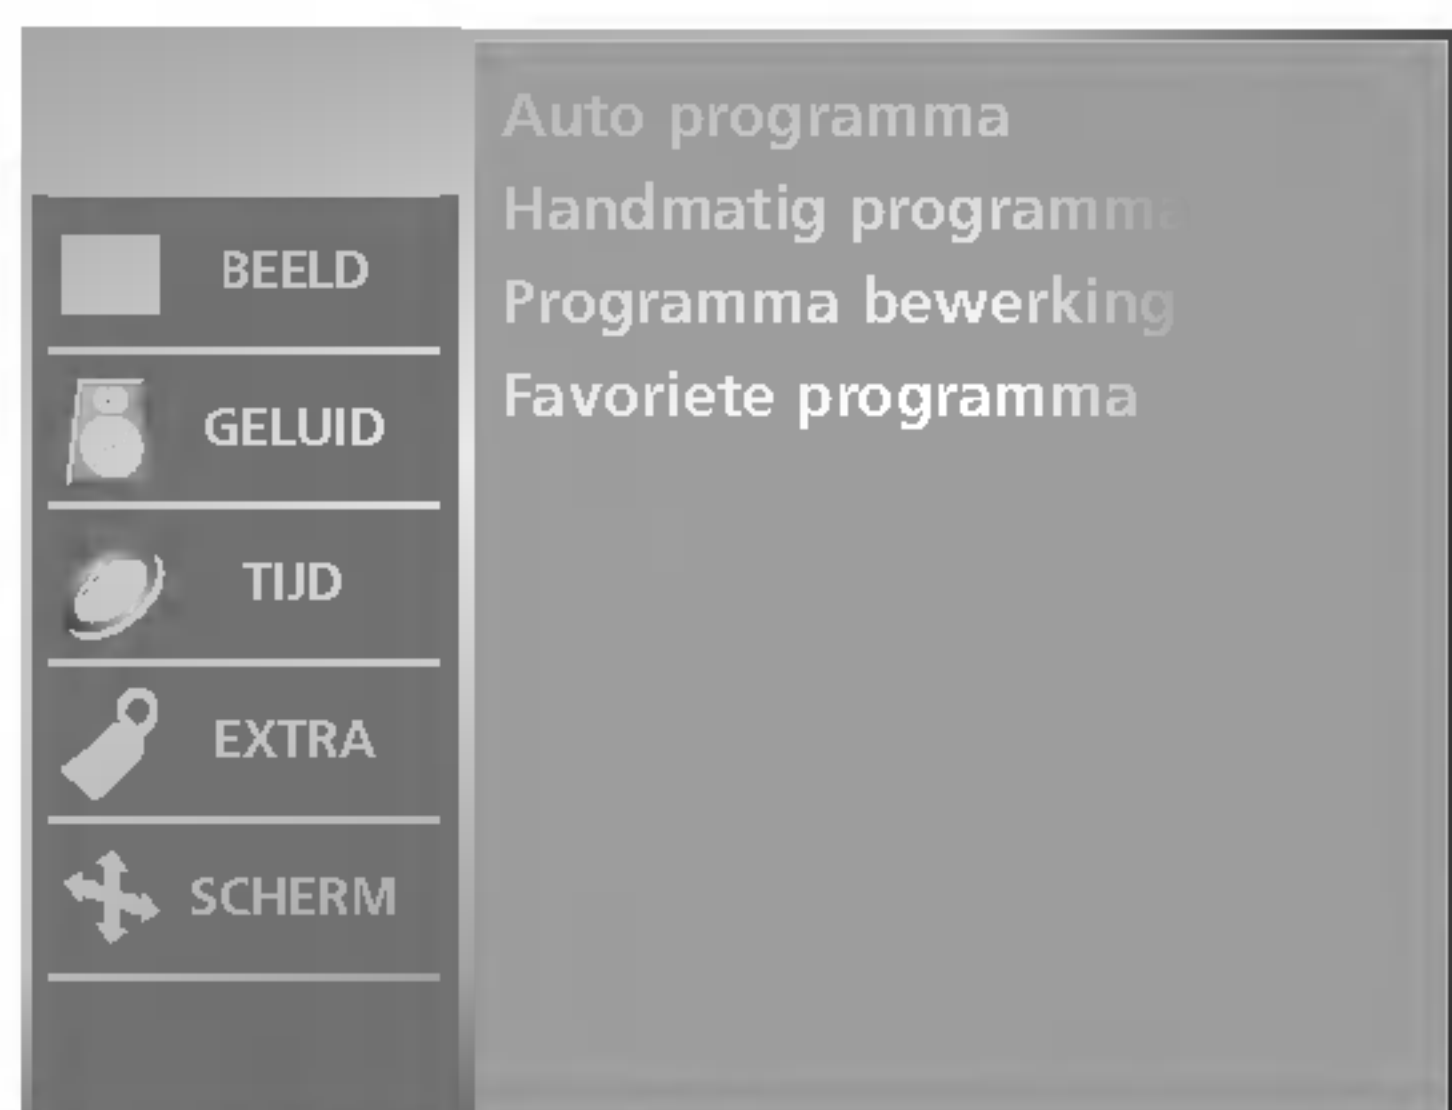 BEELD
GELUID
TIJD
EXTRA
SCHERM
Auto programma
Handmatig programma
Programma bewerking
Favoriete programma